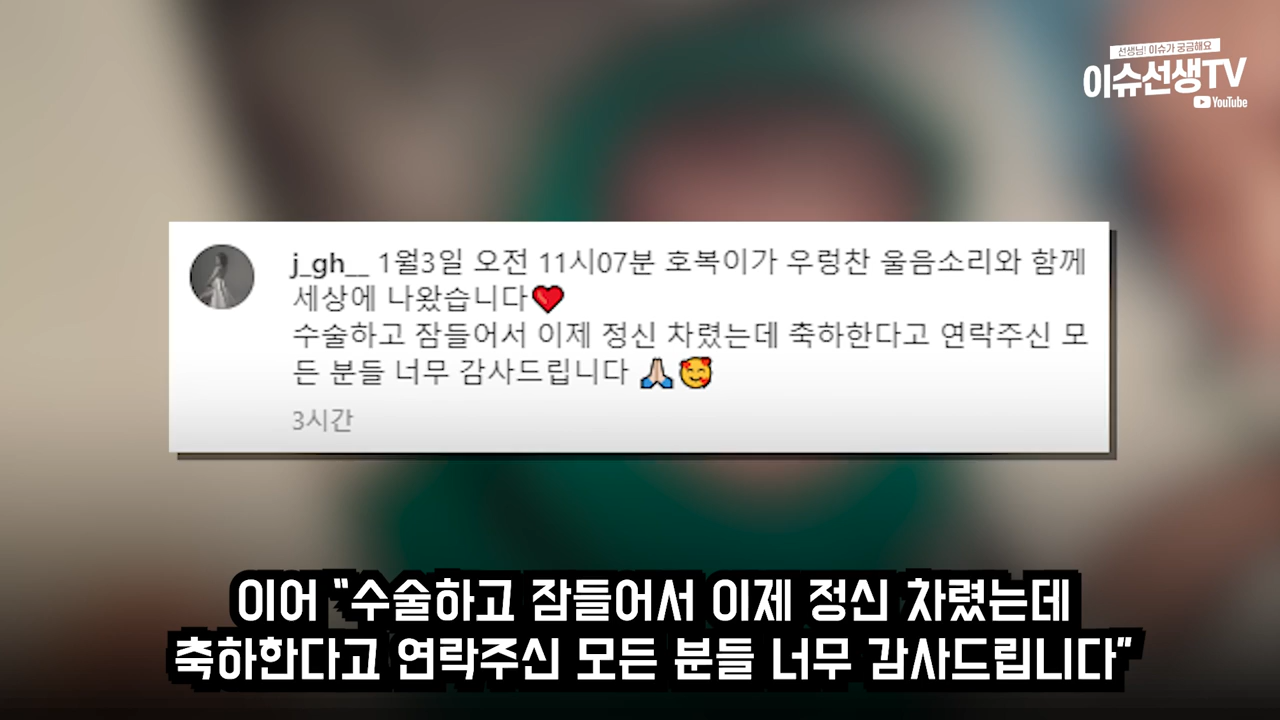 선생님! 이슈가 궁금해요
이슈선생TV
YouTube
j_gh__ 1월3일 오전 11시07분 호복이가 우렁찬 울음소리와 함께
세상에 나왔습니다❤️
수술하고 잠들어서 이제 정신 차렸는데 축하한다고 연락주신 모
든 분들 너무 감사드립니다 🙏🏻🥰
3시간
이어 "수술하고 잠들어서 이제 정신 차렸는데
축하한다고 연락주신 모든 분들 너무 감사드립니다"